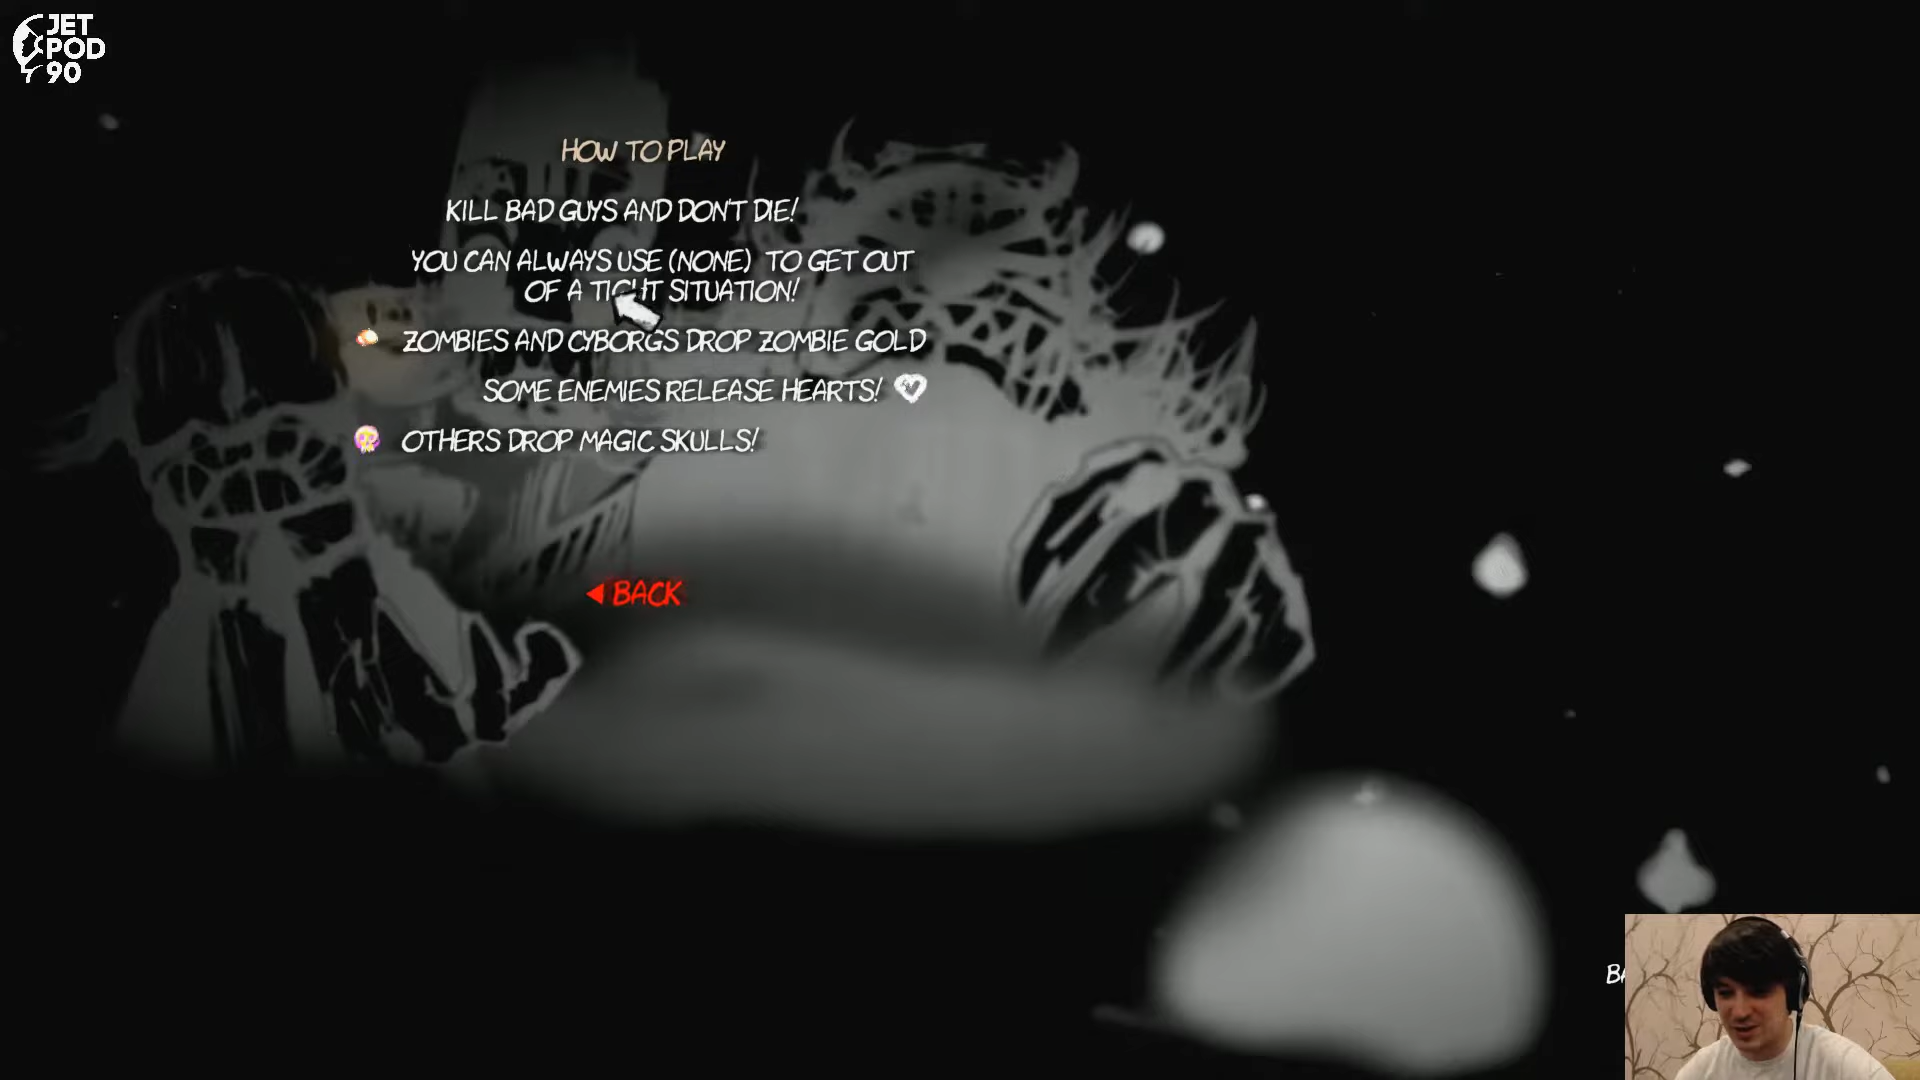 JET
POD
90
HOW TO PLAY
KILL BAD GUYS AND DON'T DIE!
YOU CAN ALWAYS USE (NONE) TO GET OUT
OF A TIGHT SITUATION!
ZOMBIES AND CYBORGS DROP ZOMBIE GOLD
SOME ENEMIES RELEASE HEARTS!
OTHERS DROP MAGIC SKULLS!
BACK